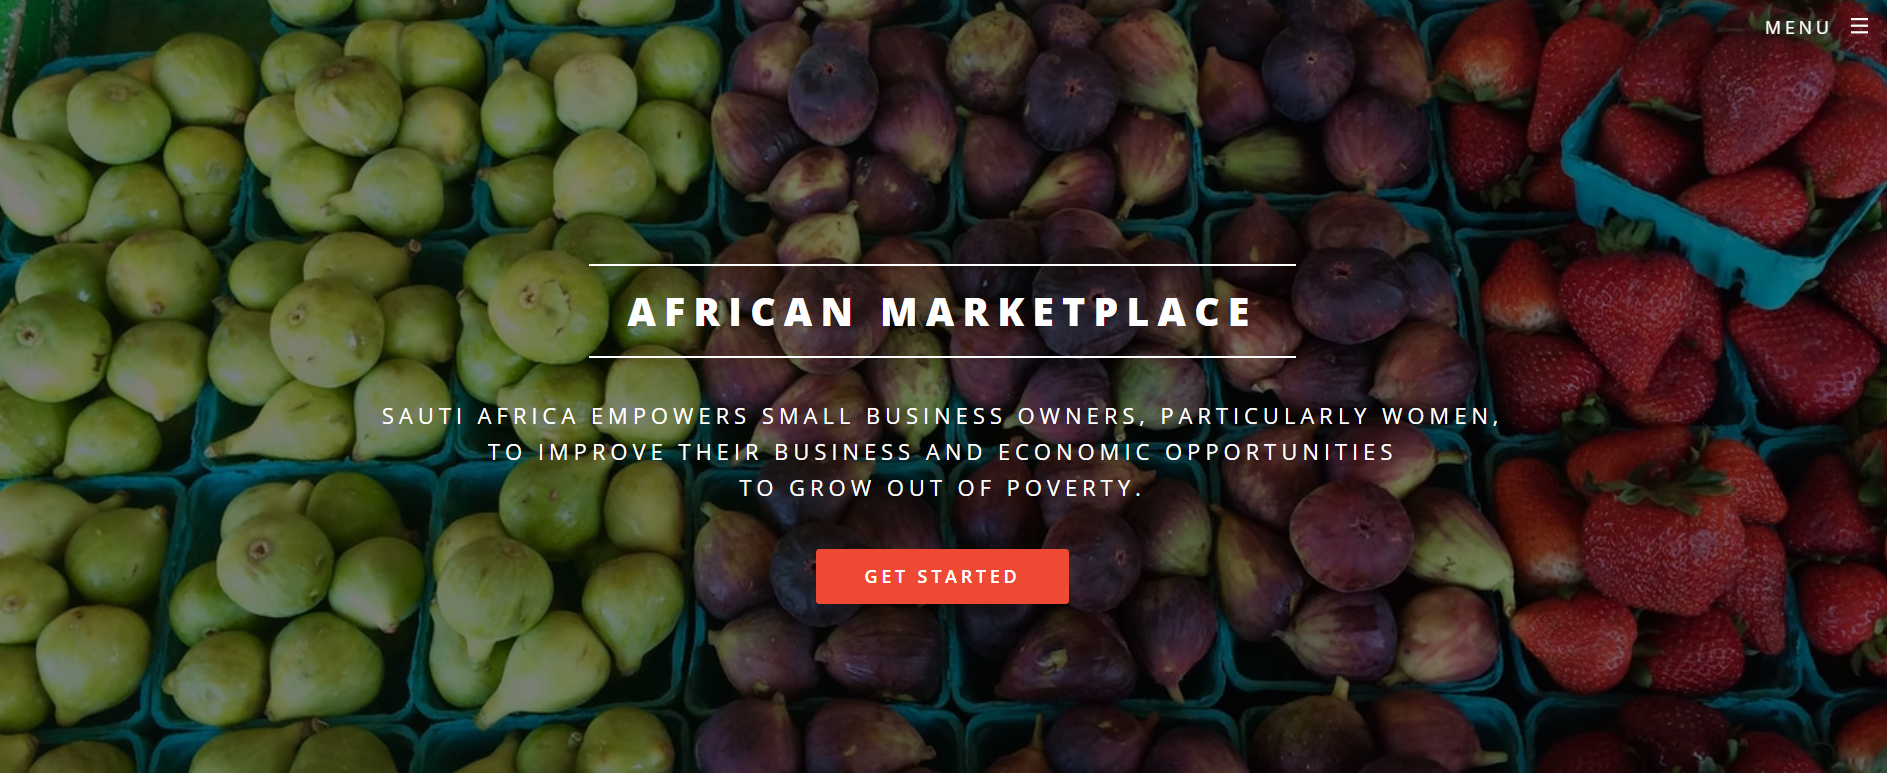 MENU
AFRICAN MARKETPLACE
SAUTI AFRICA EMPOWERS SMALL BUSINESS OWNERS, PARTICULARLY WOMEN,
TO IMPROVE THEIR BUSINESS AND ECONOMIC OPPORTUNITIES
TO GROW OUT OF POVERTY.
GET STARTED